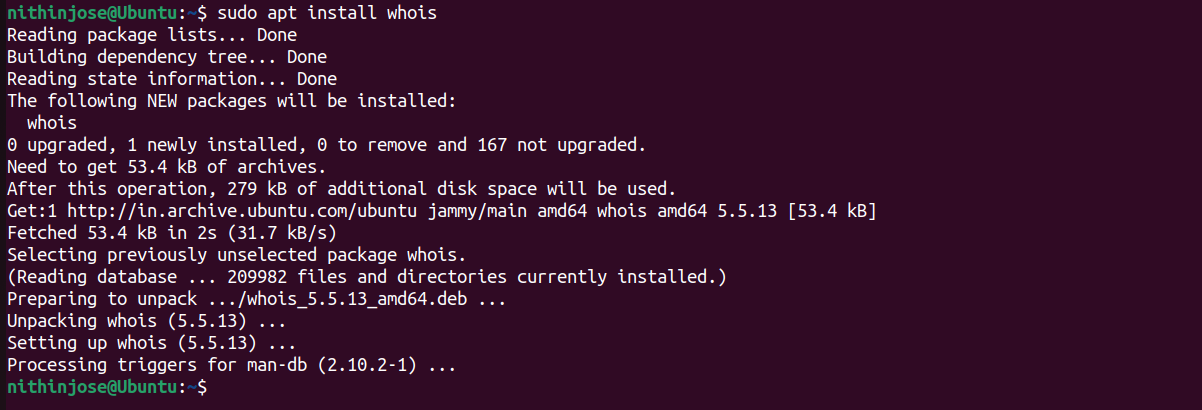 nithinjose@Ubuntu:~$ sudo apt install whois
Reading package lists... Done
Building dependency tree... Done
Reading state information... Done
The following NEW packages will be installed:
  whois
0 upgraded, 1 newly installed, 0 to remove and 167 not upgraded.
Need to get 53.4 kB of archives.
After this operation, 279 kB of additional disk space will be used.
Get:1 http://in.archive.ubuntu.com/ubuntu jammy/main amd64 whois amd64 5.5.13 [53.4 kB]
Fetched 53.4 kB in 2s (31.7 kB/s)
Selecting previously unselected package whois.
(Reading database ... 209982 files and directories currently installed.)
Preparing to unpack .../whois_5.5.13_amd64.deb ...
Unpacking whois (5.5.13) ...
Setting up whois (5.5.13) ...
Processing triggers for man-db (2.10.2-1) ...
nithinjose@Ubuntu:~$